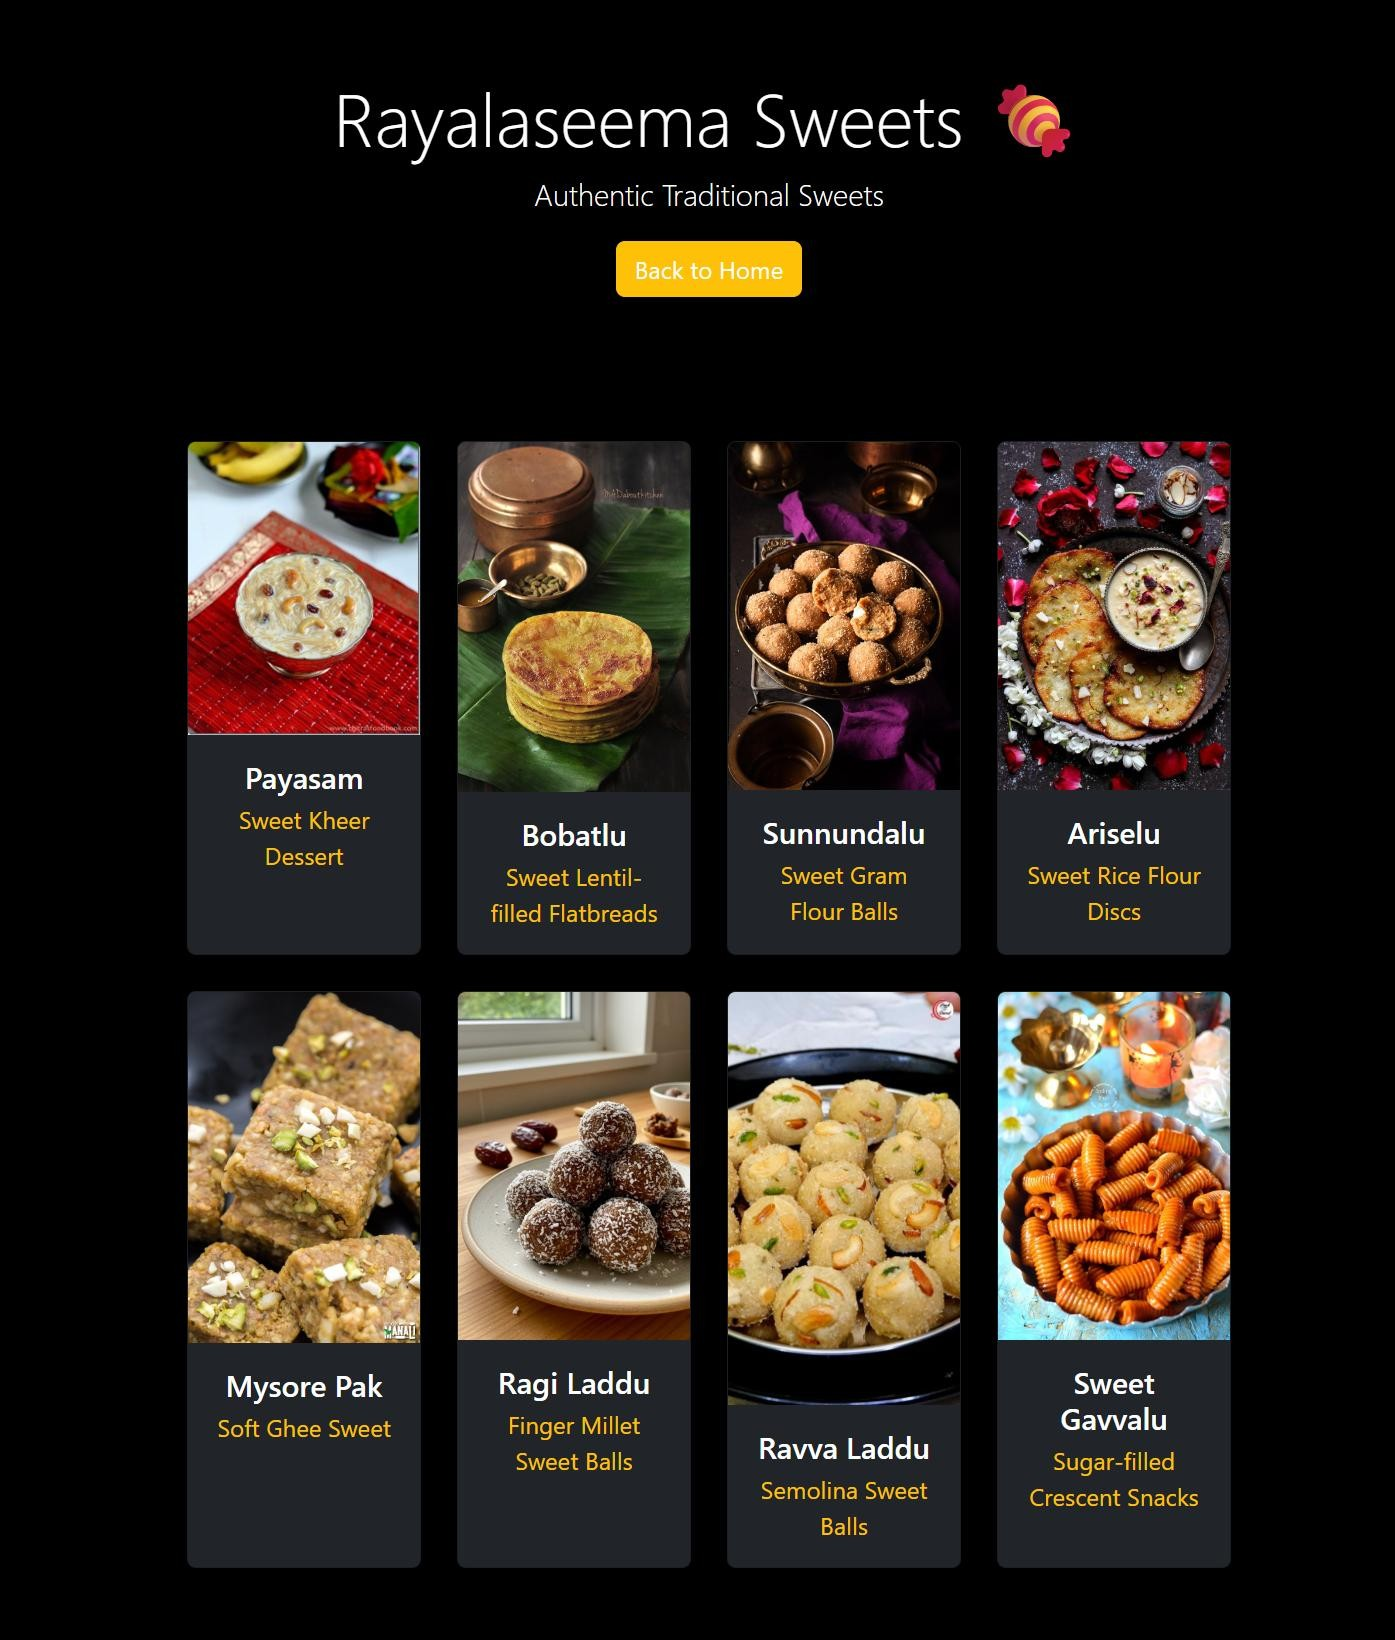 Rayalaseema Sweets
Authentic Traditional Sweets
Back to Home
Payasam
Sweet Kheer
Dessert
Bobatlu
Sweet Lentil-
filled Flatbreads
Sunnundalu
Sweet Gram
Flour Balls
Ariselu
Sweet Rice Flour
Discs
MANALI
Mysore Pak
Soft Ghee Sweet
Ragi Laddu
Finger Millet
Sweet Balls
Ravva Laddu
Semolina Sweet
Balls
Sweet
Gavvalu
Sugar-filled
Crescent Snacks